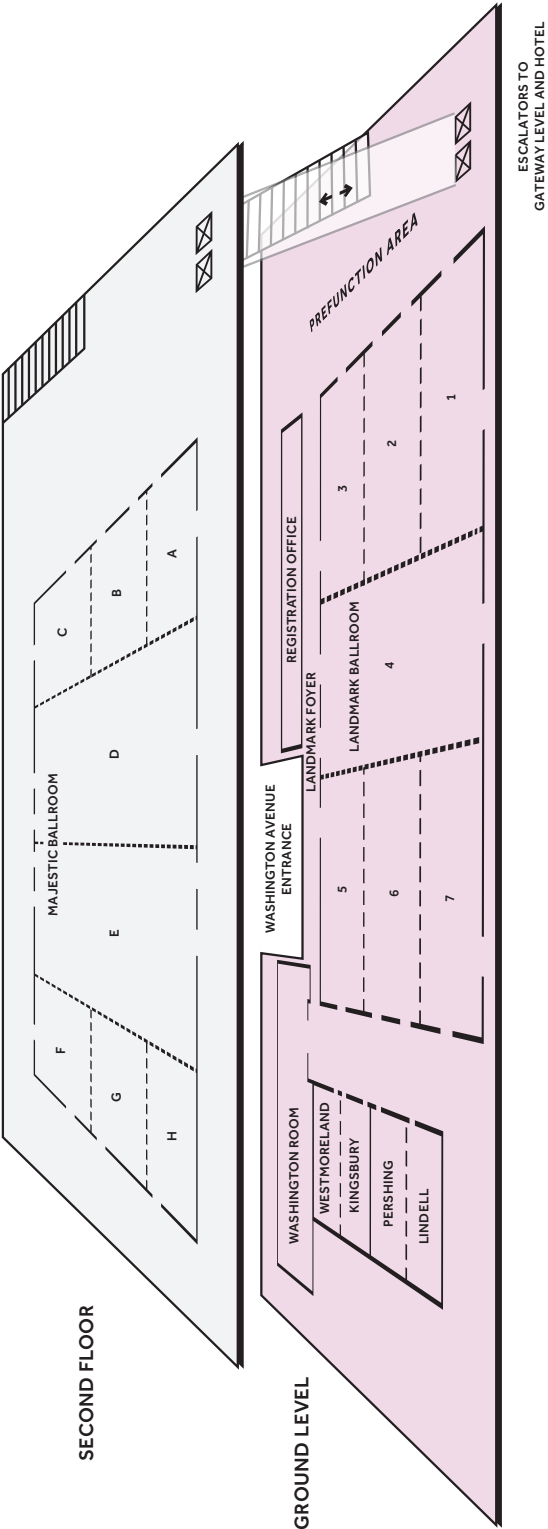 SECOND FLOOR
MAJESTIC BALLROOM
F
G
H
E
D
C
B
A
GROUND LEVEL
WASHINGTON ROOM
WESTMORELAND
KINGSBURY
PERSHING
LINDELL
WASHINGTON AVENUE
ENTRANCE
LANDMARK FOYER
REGISTRATION OFFICE
LANDMARK BALLROOM
5
6
7
4
3
2
1
PREFUNCTION AREA
ESCALATORS TO
GATEWAY LEVEL AND HOTEL